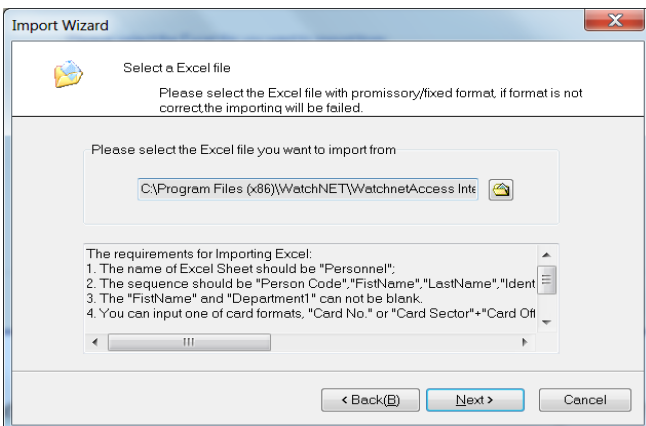 Import Wizard
Select a Excel file
Please select the Excel file with promissory/fixed format, if format is not
correct,the importing will be failed.
Please select the Excel file you want to import from
C:\Program Files (x86)\WatchNET\WatchnetAccess Inte
The requirements for Importing Excel:
1. The name of Excel Sheet should be "Personnel";
2. The sequence should be "Person Code","FistName","LastName","Ident
3. The "FistName" and "Department1" can not be blank.
4. You can input one of card formats, "Card No." or "Card Sector"+"Card Off
< Back(B)
Next >
Cancel